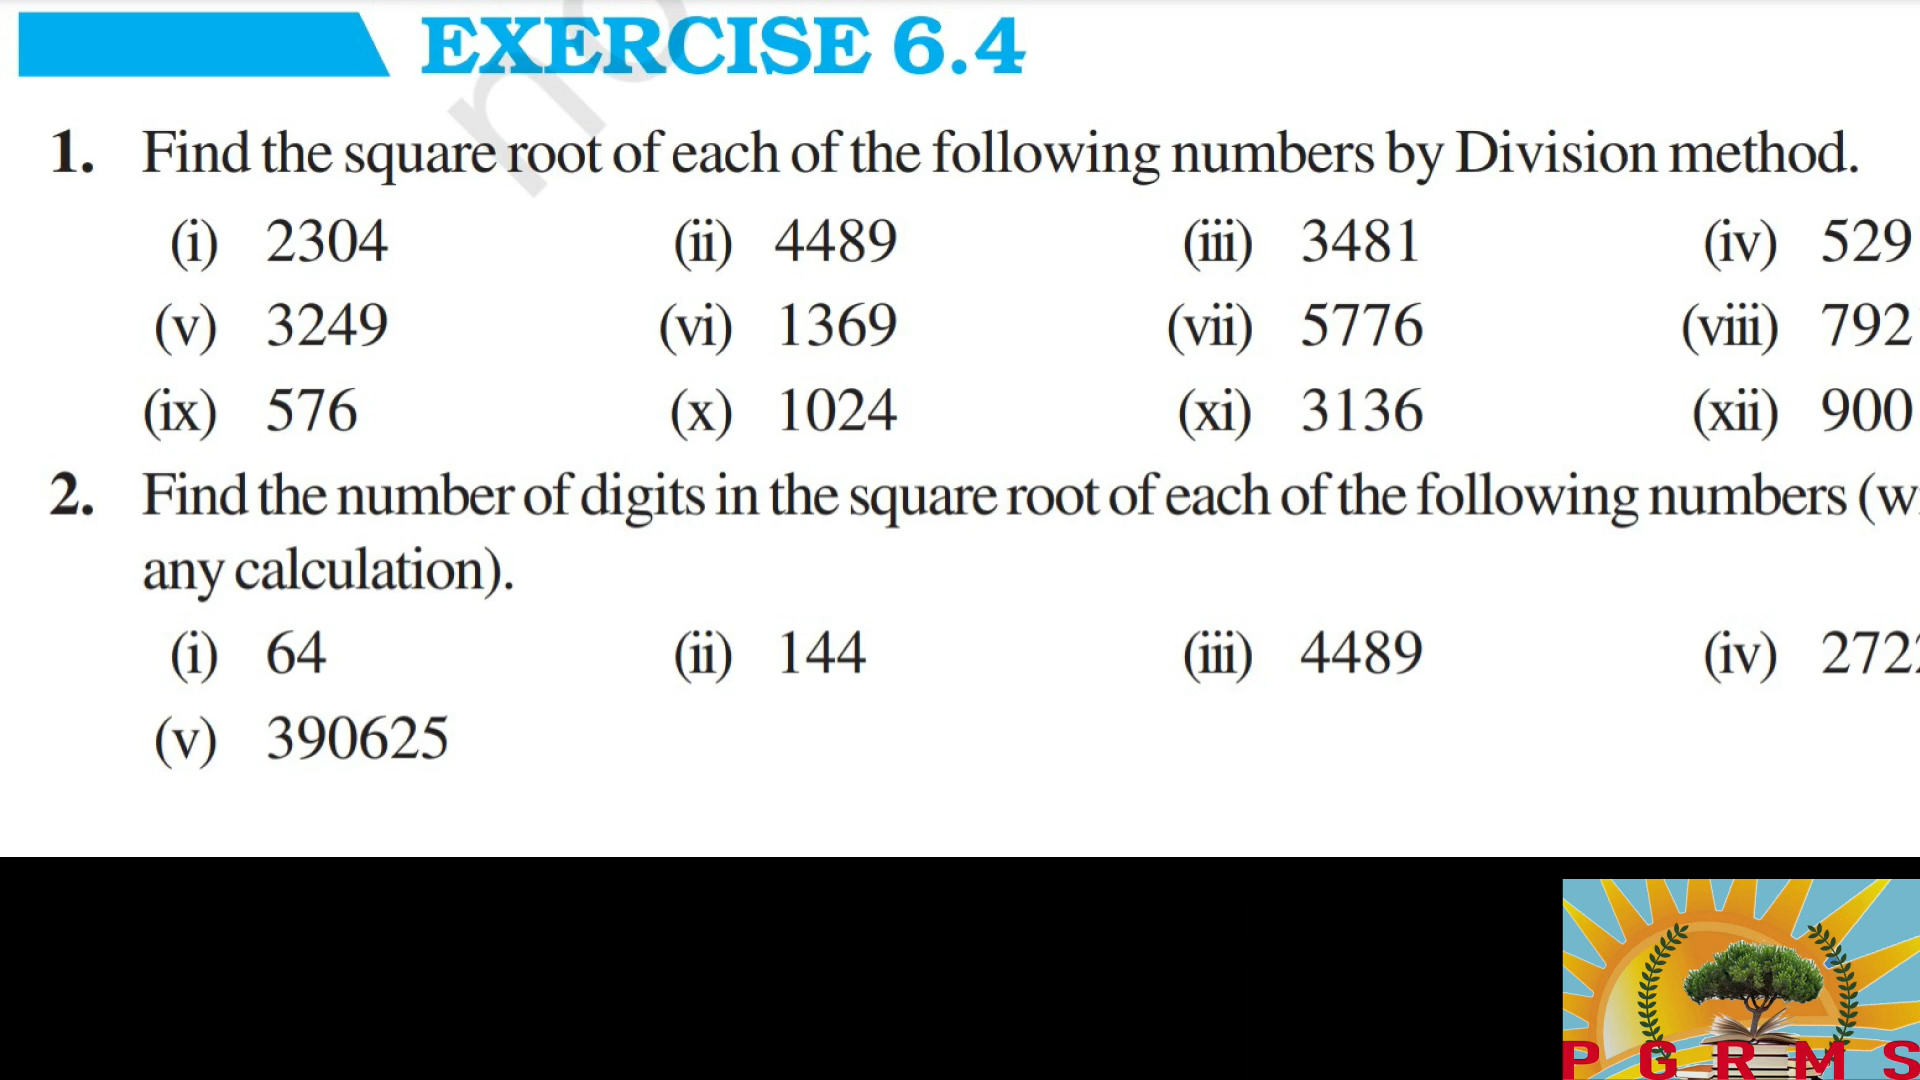 EXERCISE 6.4
1. Find the square root of each of the following numbers by Division method.
(i) 2304 (ii) 4489 (iii) 3481 (iv) 529
(v) 3249 (vi) 1369 (vii) 5776 (viii) 792
(ix) 576 (x) 1024 (xi) 3136 (xii) 900
2. Find the number of digits in the square root of each of the following numbers (w
any calculation).
(i) 64 (ii) 144 (iii) 4489 (iv) 272
(v) 390625
P G R M S